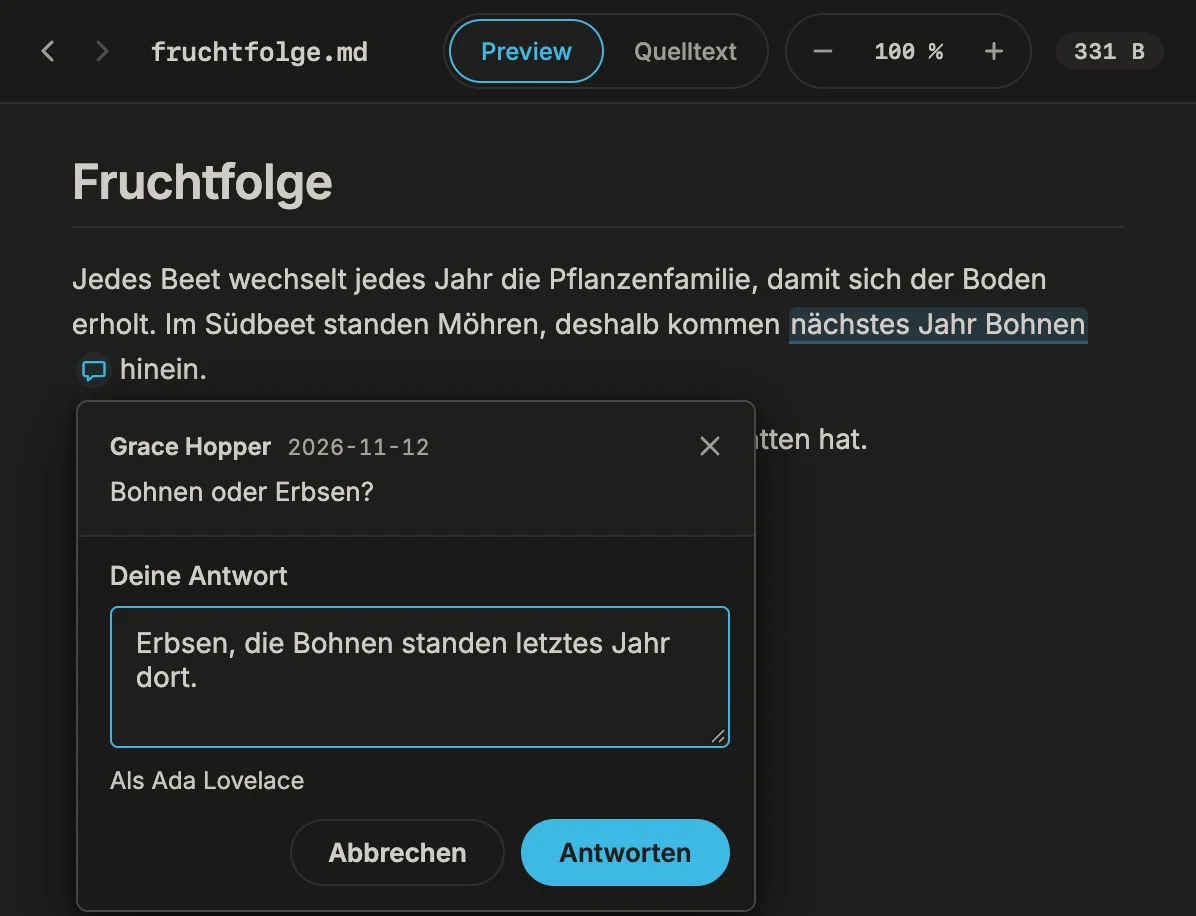 fruchtfolge.md
Preview
Quelltext
− 100 % +
331 B
Fruchtfolge
Jedes Beet wechselt jedes Jahr die Pflanzenfamilie, damit sich der Boden
erholt. Im Südbeet standen Möhren, deshalb kommen nächstes Jahr Bohnen
hinein.
hat.
Grace Hopper 2026-11-12
Bohnen oder Erbsen?
Deine Antwort
Erbsen, die Bohnen standen letztes Jahr
dort.
Als Ada Lovelace
Abbrechen
Antworten